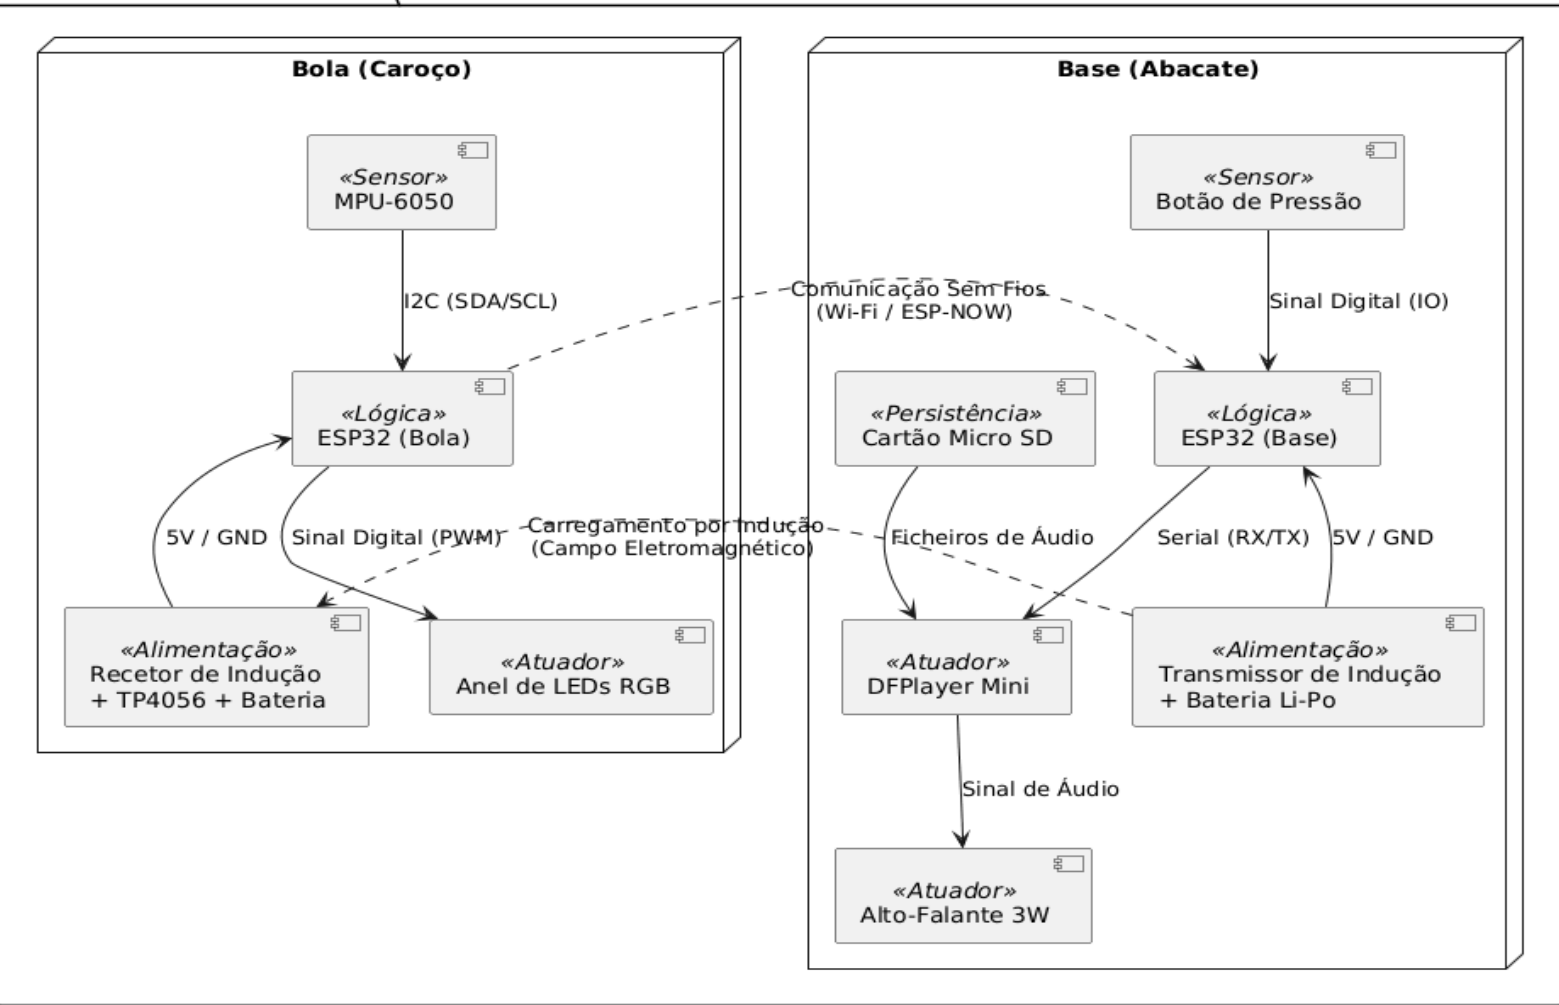 Bola (Caroço)
Base (Abacate)
«Sensor»
MPU-6050
«Sensor»
Botão de Pressão
I2C (SDA/SCL)
Comunicação Sem Fios
(Wi-Fi / ESP-NOW)
Sinal Digital (IO)
«Lógica»
ESP32 (Bola)
«Persistência»
Cartão Micro SD
«Lógica»
ESP32 (Base)
5V / GND
Sinal Digital (PWM)
Carregamento por Indução
(Campo Eletromagnético)
Ficheiros de Áudio
Serial (RX/TX)
5V / GND
«Alimentação»
Recetor de Indução
+ TP4056 + Bateria
«Atuador»
Anel de LEDs RGB
«Atuador»
DFPlayer Mini
«Alimentação»
Transmissor de Indução
+ Bateria Li-Po
Sinal de Áudio
«Atuador»
Alto-Falante 3W